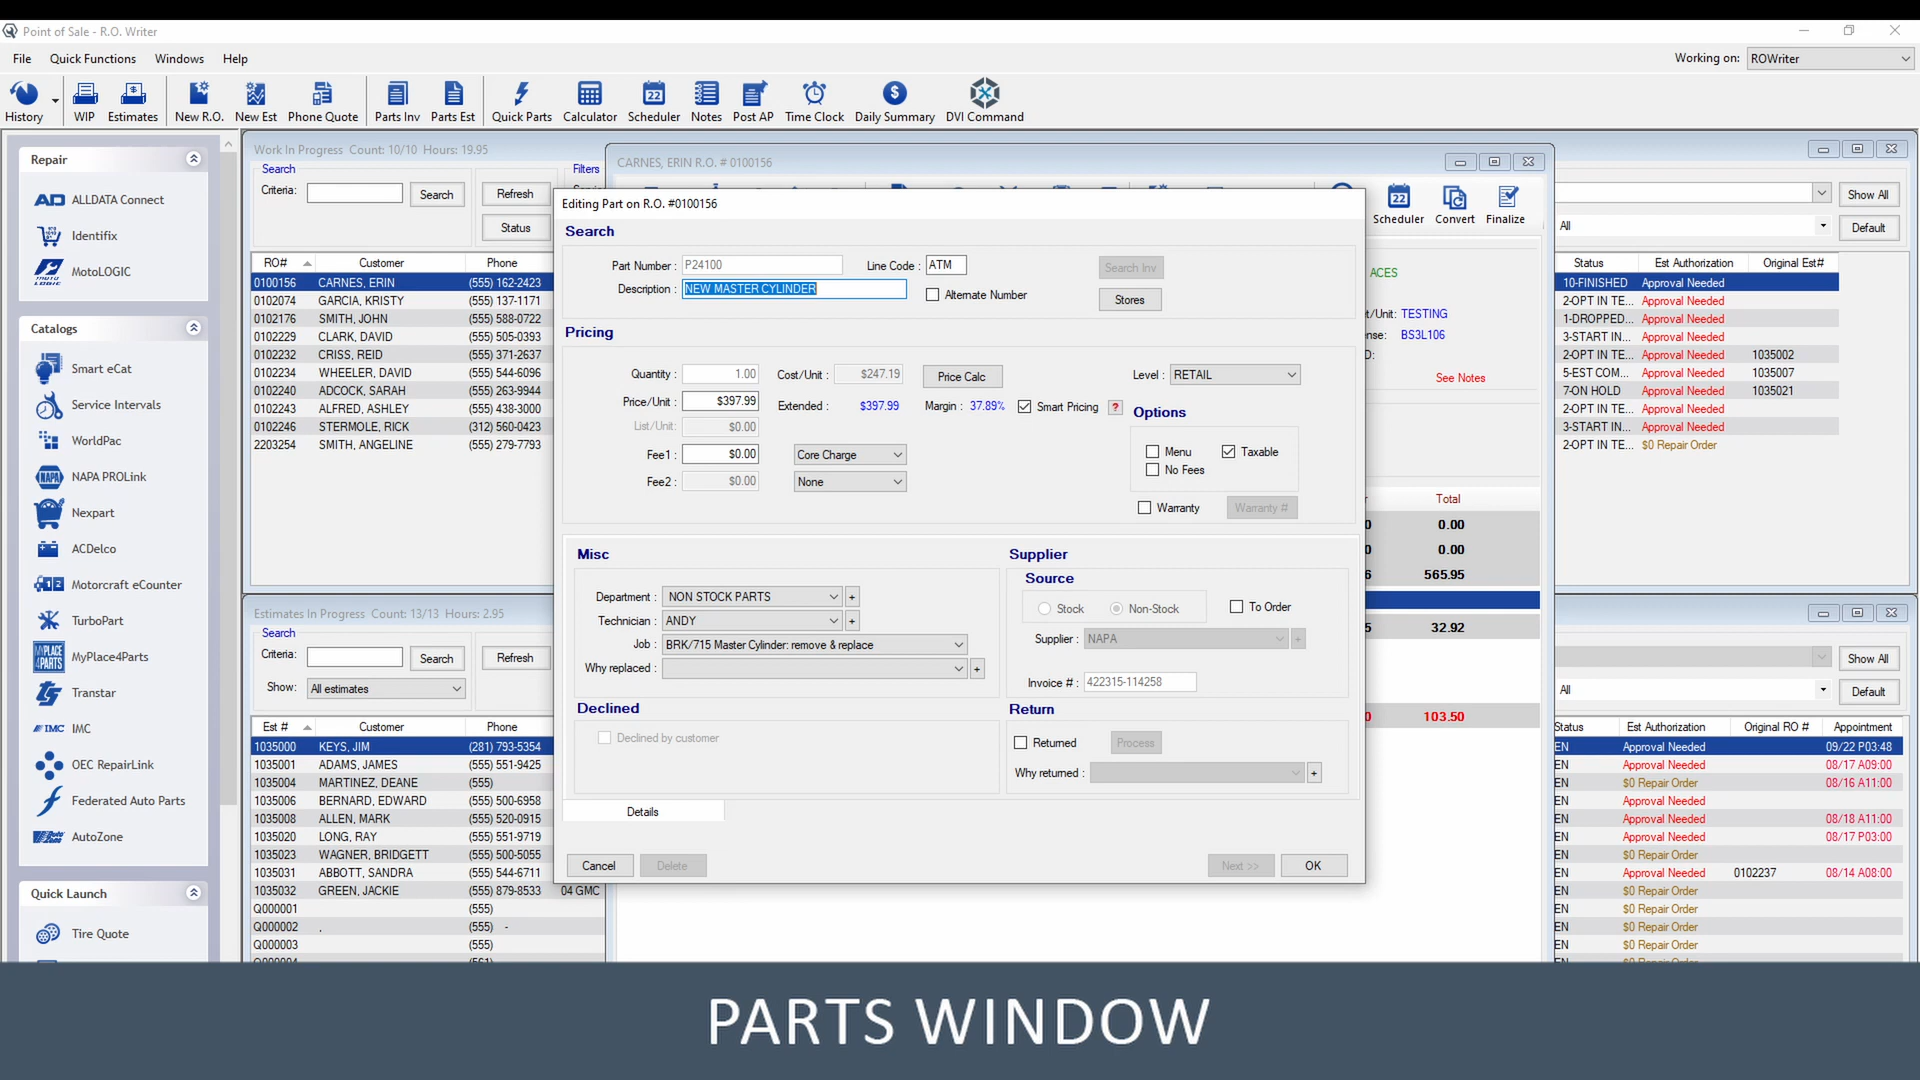 Point of Sale - R.O. Writer
File Quick Functions Windows Help
Working on: ROWriter
History WIP Estimates New R.O. New Est Phone Quote Parts Inv Parts Est Quick Parts Calculator Scheduler Notes Post AP Time Clock Daily Summary DVI Command
Repair
ALLDATA Connect
Identifix
MotoLOGIC
Catalogs
Smart eCat
Service Intervals
WorldPac
NAPA PROLink
Nexpart
ACDelco
Motorcraft eCounter
TurboPart
MyPlace4Parts
Transtar
IMC
OEC RepairLink
Federated Auto Parts
AutoZone
Quick Launch
Tire Quote
Work In Progress Count: 10/10 Hours: 19.95
Search
Filters
Criteria: Search Refresh
Status
RO# Customer Phone
0100156 CARNES, ERIN (555) 162-2423
0102074 GARCIA, KRISTY (555) 137-1171
0102176 SMITH, JOHN (555) 588-0722
0102229 CLARK, DAVID (555) 505-0393
0102232 CRISS, REID (555) 371-2637
0102234 WHEELER, DAVID (555) 544-6096
0102240 ADCOCK, SARAH (555) 263-9944
0102243 ALFRED, ASHLEY (555) 438-3000
0102246 STERMOLE, RICK (312) 560-0423
2203254 SMITH, ANGELINE (555) 279-7793
Estimates In Progress Count: 13/13 Hours: 2.95
Search
Criteria: Search Refresh
Show: All estimates
Est # Customer Phone
1035000 KEYS, JIM (281) 793-5354
1035001 ADAMS, JAMES (555) 551-9425
1035004 MARTINEZ, DEANE (555)
1035006 BERNARD, EDWARD (555) 500-6958
1035008 ALLEN, MARK (555) 520-0915
1035020 LONG, RAY (555) 551-9719
1035023 WAGNER, BRIDGETT (555) 500-5055
1035031 ABBOTT, SANDRA (555) 544-6711
1035032 GREEN, JACKIE (555) 879-8533 04 GMC
Q000001 (555)
Q000002 , (555) -
Q000003 (555)
Q000004 (561)
CARNES, ERIN R.O. # 0100156
Scheduler Convert Finalize
ACES
t/Unit: TESTING
nse: BS3L106
D:
See Notes
Total
0 0.00
0 0.00
6 565.95
5 32.92
0 103.50
Editing Part on R.O. #0100156
Search
Part Number : P24100 Line Code : ATM Search Inv
Description : NEW MASTER CYLINDER Alternate Number Stores
Pricing
Quantity : 1.00 Cost/Unit : $247.19 Price Calc Level : RETAIL
Price/Unit : $397.99 Extended : $397.99 Margin : 37.89% Smart Pricing ?
List/Unit: $0.00
Fee1 : $0.00 Core Charge
Fee2 : $0.00 None
Options
Menu Taxable
No Fees
Warranty Warranty #
Misc
Department : NON STOCK PARTS +
Technician : ANDY +
Job : BRK/715 Master Cylinder: remove & replace
Why replaced : +
Supplier
Source
Stock Non-Stock To Order
Supplier : NAPA +
Invoice # : 422315-114258
Declined
Declined by customer
Return
Returned Process
Why returned : +
Details
Cancel Delete Next >> OK
Show All
All Default
Status Est Authorization Original Est#
10-FINISHED Approval Needed
2-OPT IN TE... Approval Needed
1-DROPPED... Approval Needed
3-START IN... Approval Needed
2-OPT IN TE... Approval Needed 1035002
5-EST COM... Approval Needed 1035007
7-ON HOLD Approval Needed 1035021
2-OPT IN TE... Approval Needed
3-START IN... Approval Needed
2-OPT IN TE... $0 Repair Order
Show All
All Default
Status Est Authorization Original RO # Appointment
EN Approval Needed 09/22 P03:48
EN Approval Needed 08/17 A09:00
EN $0 Repair Order 08/16 A11:00
EN Approval Needed
EN Approval Needed 08/18 A11:00
EN Approval Needed 08/17 P03:00
EN $0 Repair Order
EN Approval Needed 0102237 08/14 A08:00
EN $0 Repair Order
EN $0 Repair Order
EN $0 Repair Order
EN $0 Repair Order
PARTS WINDOW